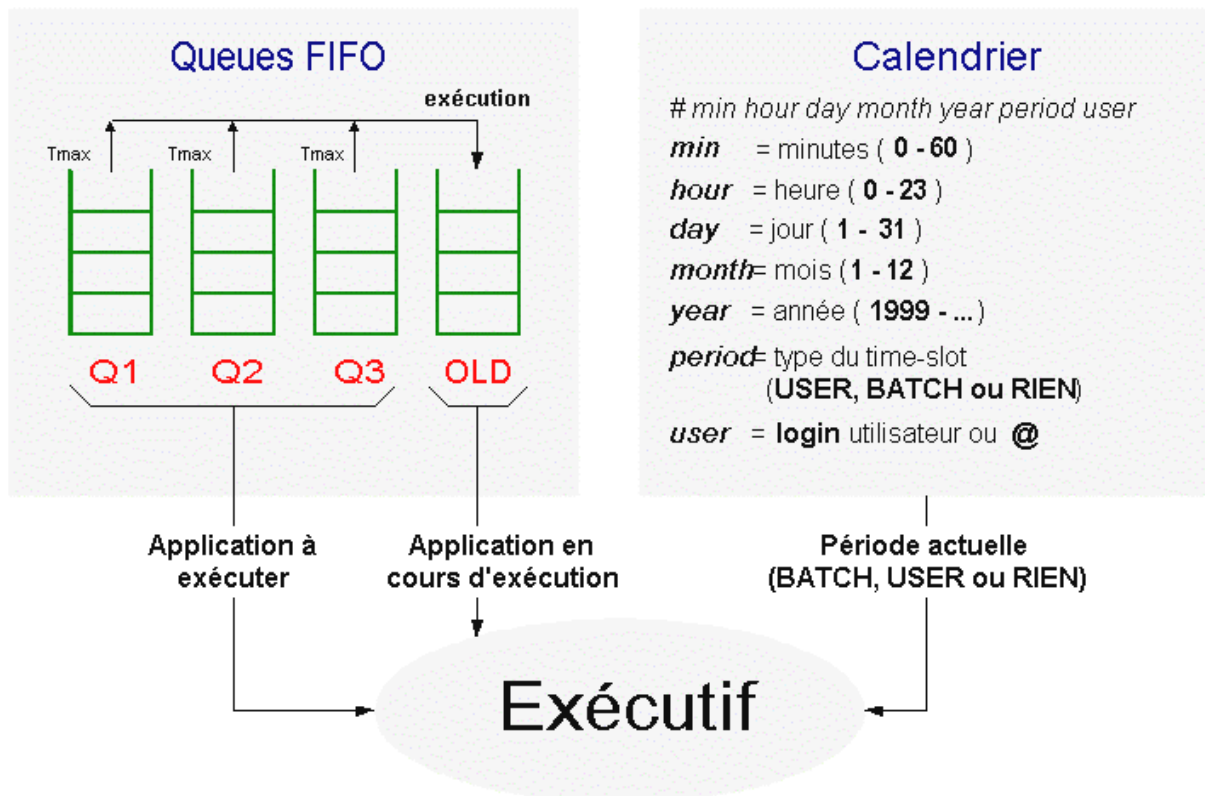 Queues FIFO
exécution
Tmax
Tmax
Tmax
Q1
Q2
Q3
OLD
Calendrier
# min hour day month year period user
min = minutes ( 0 - 60 )
hour = heure ( 0 - 23 )
day = jour ( 1 - 31 )
month= mois ( 1 - 12 )
year = année ( 1999 - ... )
period= type du time-slot
(USER, BATCH ou RIEN)
user = login utilisateur ou @
Application à
exécuter
Application en
cours d'exécution
Période actuelle
(BATCH, USER ou RIEN)
Exécutif